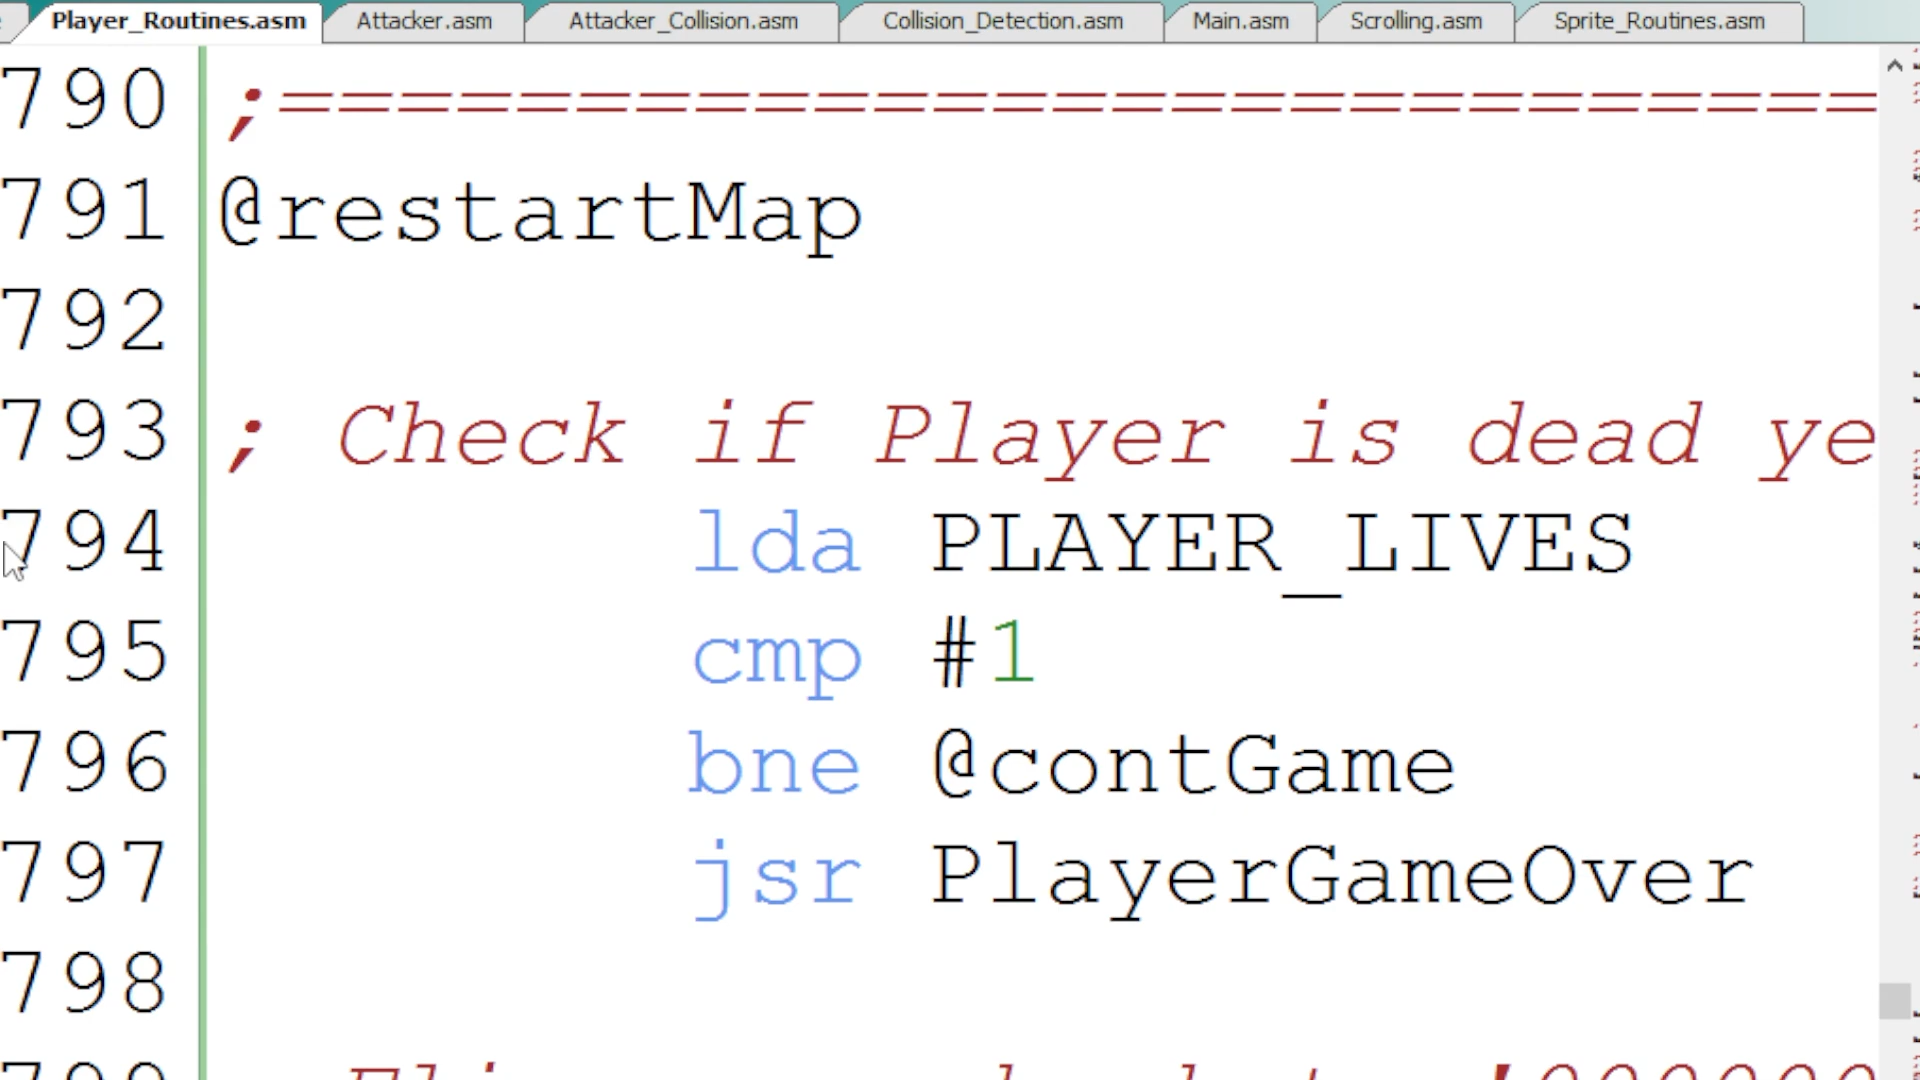 Player_Routines.asm Attacker.asm Attacker_Collision.asm Collision_Detection.asm Main.asm Scrolling.asm Sprite_Routines.asm
790 ;===========================
791 @restartMap
792
793 ; Check if Player is dead ye
794 lda PLAYER_LIVES
795 cmp #1
796 bne @contGame
797 jsr PlayerGameOver
798